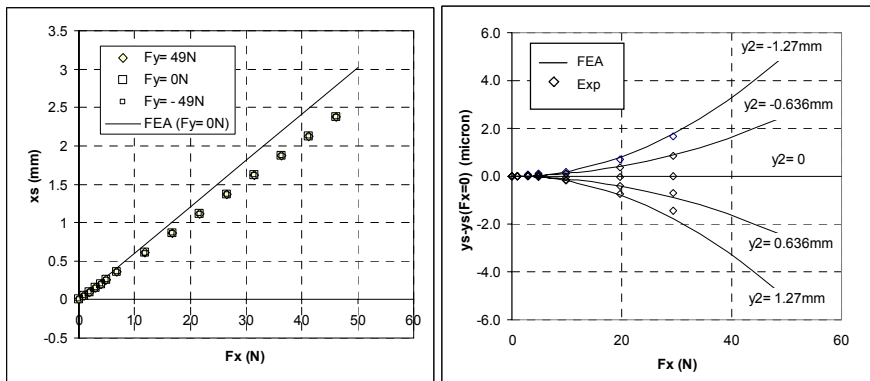 3.5
3
2.5
2
1.5
1
0.5
0
-0.5
xs (mm)
Fy= 49N
Fy= 0N
Fy= - 49N
FEA (Fy= 0N)
0 10 20 30 40 50 60
Fx (N)
6.0
4.0
2.0
0.0
-2.0
-4.0
-6.0
ys-ys(Fx=0) (micron)
FEA
Exp
y2= -1.27mm
y2= -0.636mm
y2= 0
y2= 0.636mm
y2= 1.27mm
0 20 40 60
Fx (N)